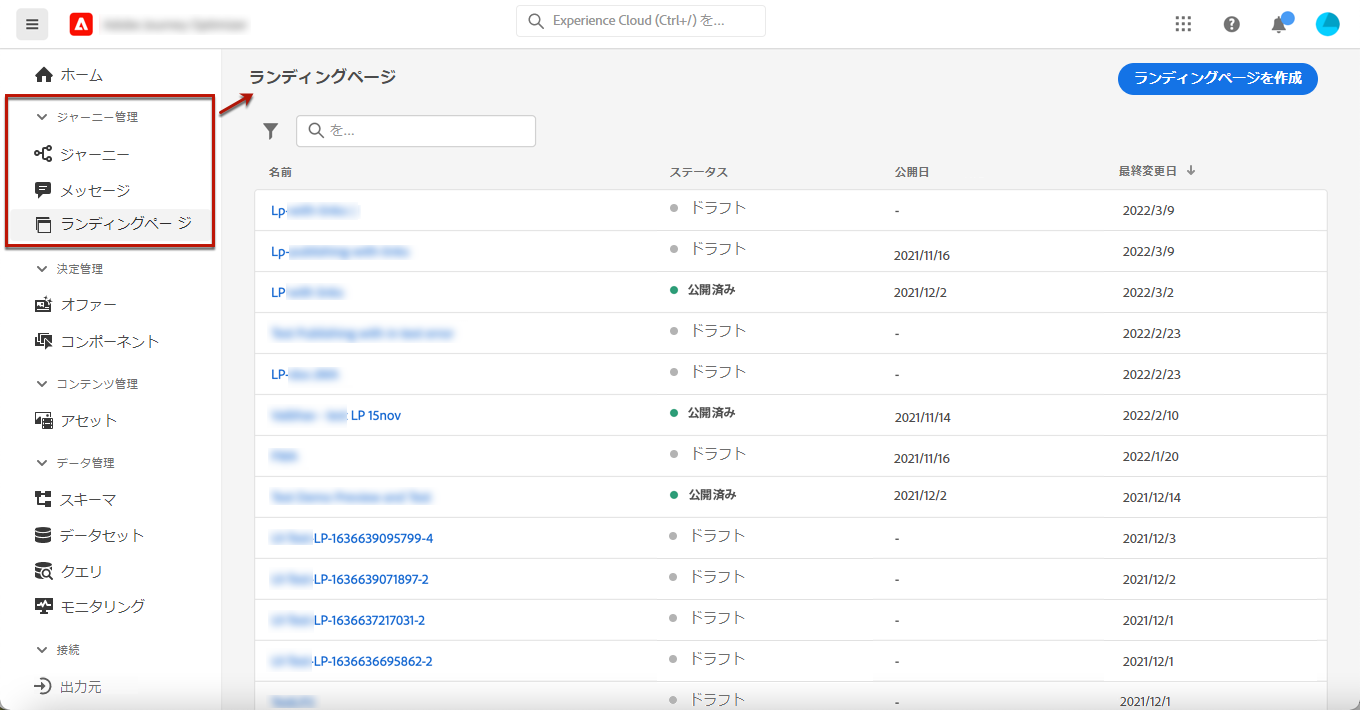 Experience Cloud (Ctrl+/) を...
ホーム
ジャーニー管理
ジャーニー
メッセージ
ランディングページ
決定管理
オファー
コンポーネント
コンテンツ管理
アセット
データ管理
スキーマ
データセット
クエリ
モニタリング
接続
出力元
ランディングページ
ランディングページを作成
を...
名前 ステータス 公開日 最終変更日
Lp- ドラフト - 2022/3/9
Lp- ドラフト 2021/11/16 2022/3/9
LP 公開済み 2021/12/2 2022/3/2
ドラフト - 2022/2/23
LP- ドラフト - 2022/2/23
LP 15nov 公開済み 2021/11/14 2022/2/10
ドラフト 2021/11/16 2022/1/20
公開済み 2021/12/2 2021/12/14
LP-1636639095799-4 ドラフト - 2021/12/3
LP-1636639071897-2 ドラフト - 2021/12/2
LP-1636637217031-2 ドラフト - 2021/12/1
LP-1636636695862-2 ドラフト - 2021/12/1
ドラフト - 2021/12/1